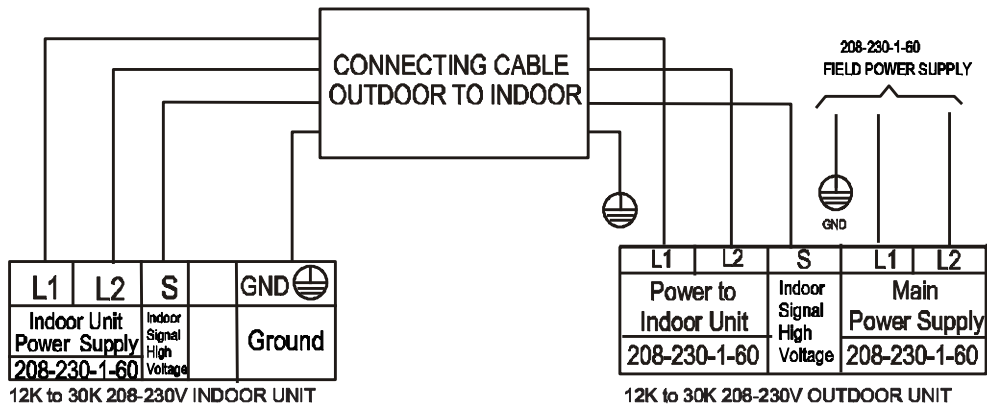 CONNECTING CABLE
OUTDOOR TO INDOOR
208-230-1-60
FIELD POWER SUPPLY
GND
L1 L2 S GND
Indoor Unit
Power Supply
208-230-1-60
Indoor
Signal
High
Voltage
Ground
12K to 30K 208-230V INDOOR UNIT
L1 L2 S L1 L2
Power to
Indoor Unit
208-230-1-60
Indoor
Signal
High
Voltage
Main
Power Supply
208-230-1-60
12K to 30K 208-230V OUTDOOR UNIT